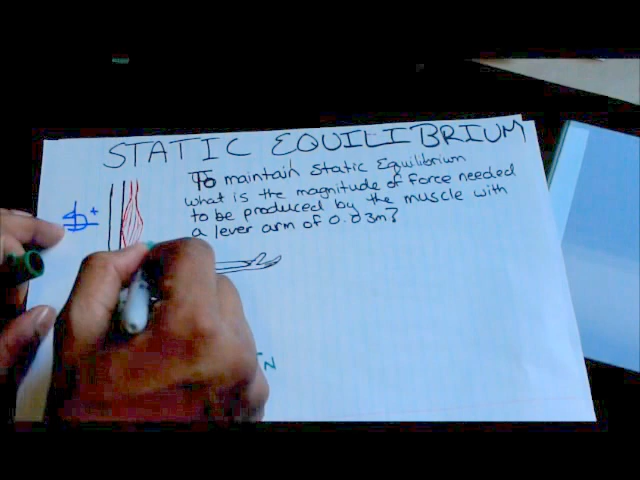 STATIC EQUILIBRIUM
To maintain Static Equilibrium
what is the magnitude of force needed
to be produced by the muscle with
a lever arm of 0.03m?
+
N